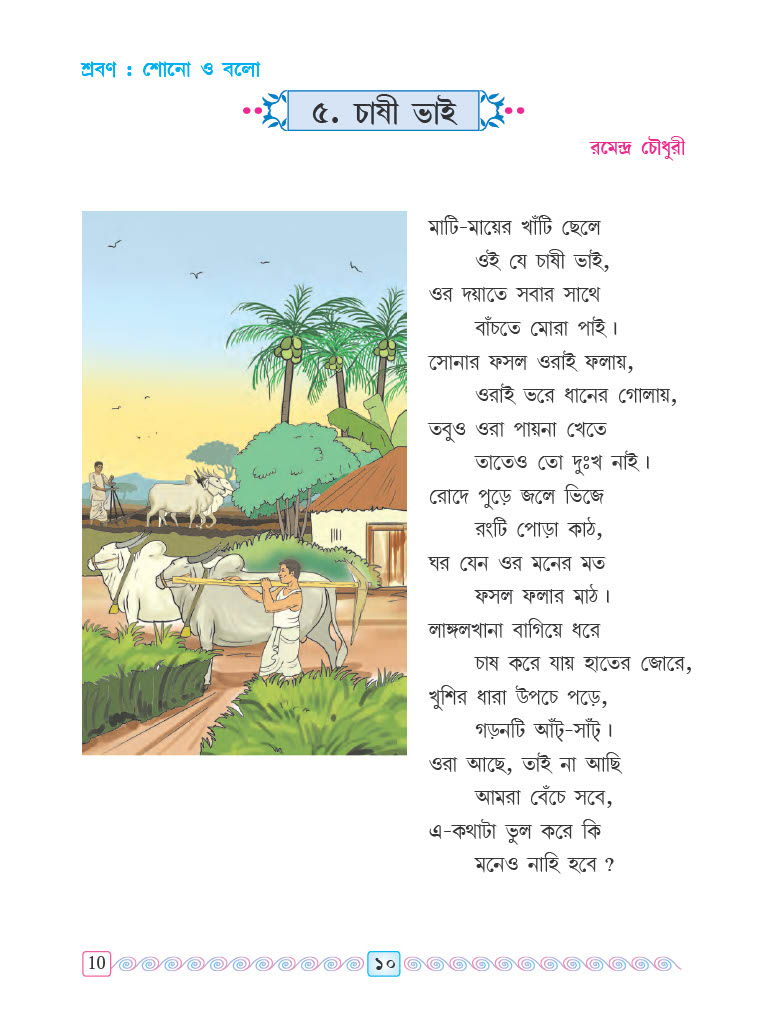 শ্রবণ : শোনো ও বলো
৫. চাষী ভাই
রমেন্দ্র চৌধুরী
মাটি-মায়ের খাঁটি ছেলে
ওই যে চাষী ভাই,
ওর দয়াতে সবার সাথে
বাঁচতে মোরা পাই।
সোনার ফসল ওরাই ফলায়,
ওরাই ভরে ধানের গোলায়,
তবুও ওরা পায়না খেতে
তাতেও তো দুঃখ নাই।
রোদে পুড়ে জলে ভিজে
রংটি পোড়া কাঠ,
ঘর যেন ওর মনের মত
ফসল ফলার মাঠ।
লাঙ্গলখানা বাগিয়ে ধরে
চাষ করে যায় হাতের জোরে,
খুশির ধারা উপচে পড়ে,
গড়নটি আঁট্-সাঁট্।
ওরা আছে, তাই না আছি
আমরা বেঁচে সবে,
এ-কথাটা ভুল করে কি
মনেও নাহি হবে ?
10
১০